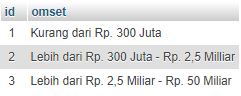 id omset
1 Kurang dari Rp. 300 Juta
2 Lebih dari Rp. 300 Juta - Rp. 2,5 Milliar
3 Lebih dari Rp. 2,5 Miliar - Rp. 50 Miliar